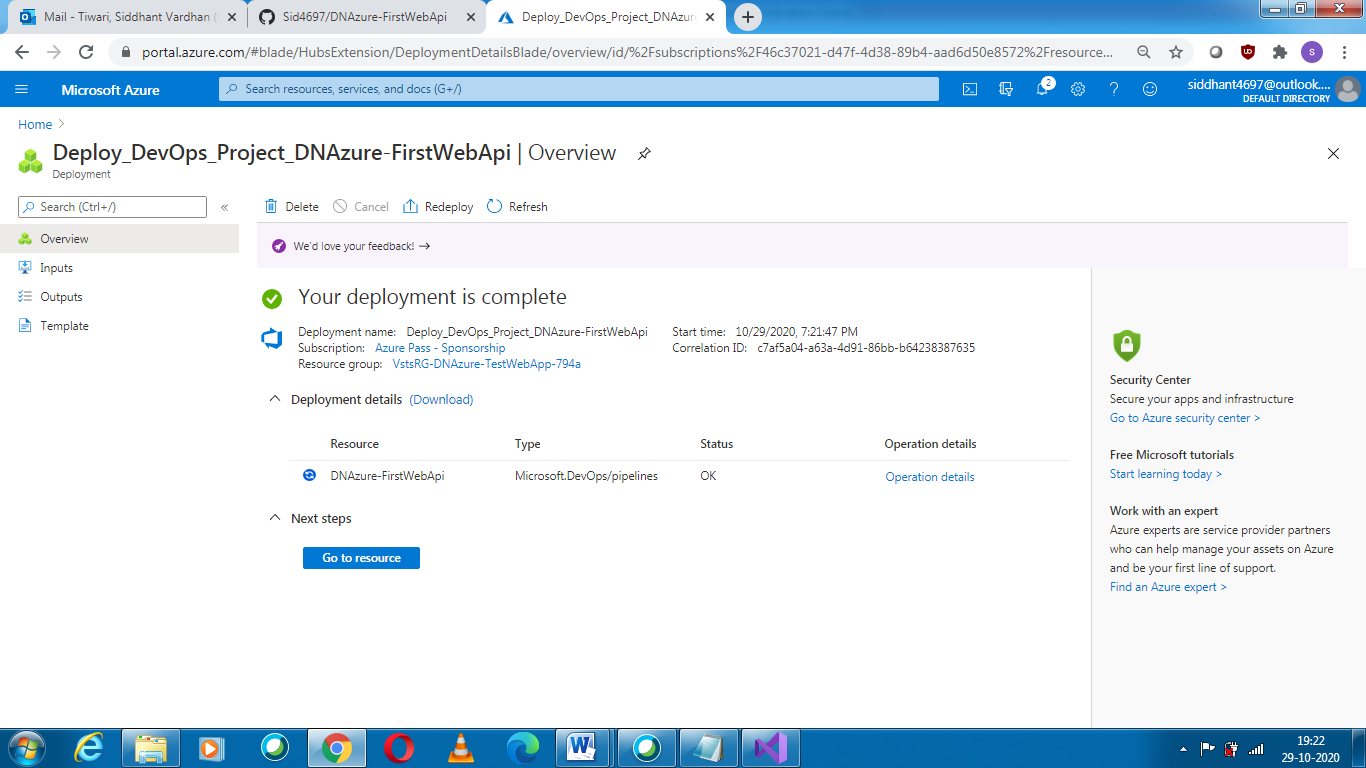 Mail - Tiwari, Siddhant Vardhan (
Sid4697/DNAzure-FirstWebApi
Deploy_DevOps_Project_DNAzure
portal.azure.com/#blade/HubsExtension/DeploymentDetailsBlade/overview/id/%2Fsubscriptions%2F46c37021-d47f-4d38-89b4-aad6d50e8572%2Fresource...
S
Microsoft Azure
Search resources, services, and docs (G+/)
2
siddhant4697@outlook....
DEFAULT DIRECTORY
Home
Deploy_DevOps_Project_DNAzure-FirstWebApi | Overview
Deployment
Search (Ctrl+/)
«
Delete
Cancel
Redeploy
Refresh
Overview
Inputs
Outputs
Template
We'd love your feedback! →
Your deployment is complete
Deployment name: Deploy_DevOps_Project_DNAzure-FirstWebApi
Subscription: Azure Pass - Sponsorship
Resource group: VstsRG-DNAzure-TestWebApp-794a
Start time: 10/29/2020, 7:21:47 PM
Correlation ID: c7af5a04-a63a-4d91-86bb-b64238387635
Deployment details (Download)
Resource Type Status Operation details
DNAzure-FirstWebApi Microsoft.DevOps/pipelines OK Operation details
Next steps
Go to resource
Security Center
Secure your apps and infrastructure
Go to Azure security center >
Free Microsoft tutorials
Start learning today >
Work with an expert
Azure experts are service provider partners
who can help manage your assets on Azure
and be your first line of support.
Find an Azure expert >
19:22
29-10-2020